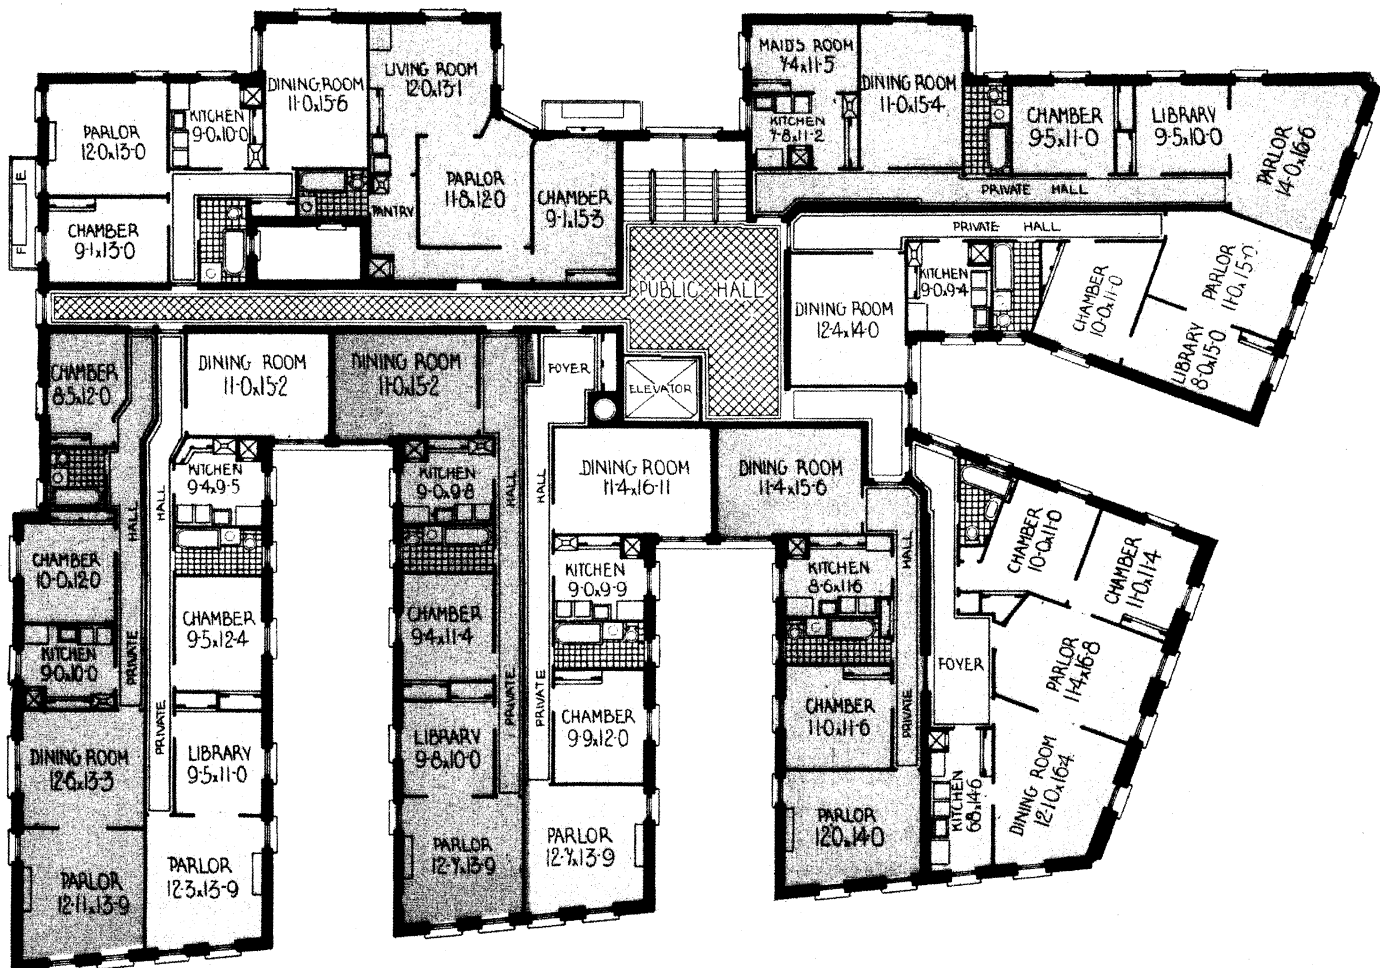 DINING ROOM
11-0x15-6
LIVING ROOM
12-0x13-1
MAID'S ROOM
7-4x11-5
DINING ROOM
11-0x15-4
PARLOR
12-0x13-0
KITCHEN
9-0x10-0
KITCHEN
7-8x11-2
CHAMBER
9-5x11-0
LIBRARY
9-5x10-0
PARLOR
14-0x16-6
F. E.
CHAMBER
9-1x13-0
PANTRY
PARLOR
11-8x12-0
CHAMBER
9-1x15-3
PRIVATE HALL
PRIVATE HALL
PUBLIC HALL
DINING ROOM
12-4x14-0
KITCHEN
9-0x9-4
CHAMBER
10-0x11-0
PARLOR
11-0x15-0
LIBRARY
8-0x15-0
CHAMBER
8-5x12-0
DINING ROOM
11-0x15-2
DINING ROOM
11-0x15-2
FOYER
ELEVATOR
KITCHEN
9-4x9-5
KITCHEN
9-0x9-8
DINING ROOM
11-4x16-11
DINING ROOM
11-4x15-6
PRIVATE HALL
PRIVATE HALL
PRIVATE HALL
PRIVATE HALL
PRIVATE HALL
CHAMBER
10-0x12-0
CHAMBER
9-5x12-4
CHAMBER
9-4x11-4
KITCHEN
9-0x9-9
KITCHEN
8-6x11-6
CHAMBER
10-0x11-0
CHAMBER
11-0x11-4
KITCHEN
9-0x10-0
CHAMBER
9-9x12-0
CHAMBER
11-0x11-6
FOYER
PARLOR
11-4x16-8
DINING ROOM
12-6x13-3
LIBRARY
9-5x11-0
LIBRARY
9-8x10-0
KITCHEN
6-8x14-6
DINING ROOM
12-10x16-4
PARLOR
12-11x13-9
PARLOR
12-3x13-9
PARLOR
12-7x13-9
PARLOR
12-7x13-9
PARLOR
12-0x14-0